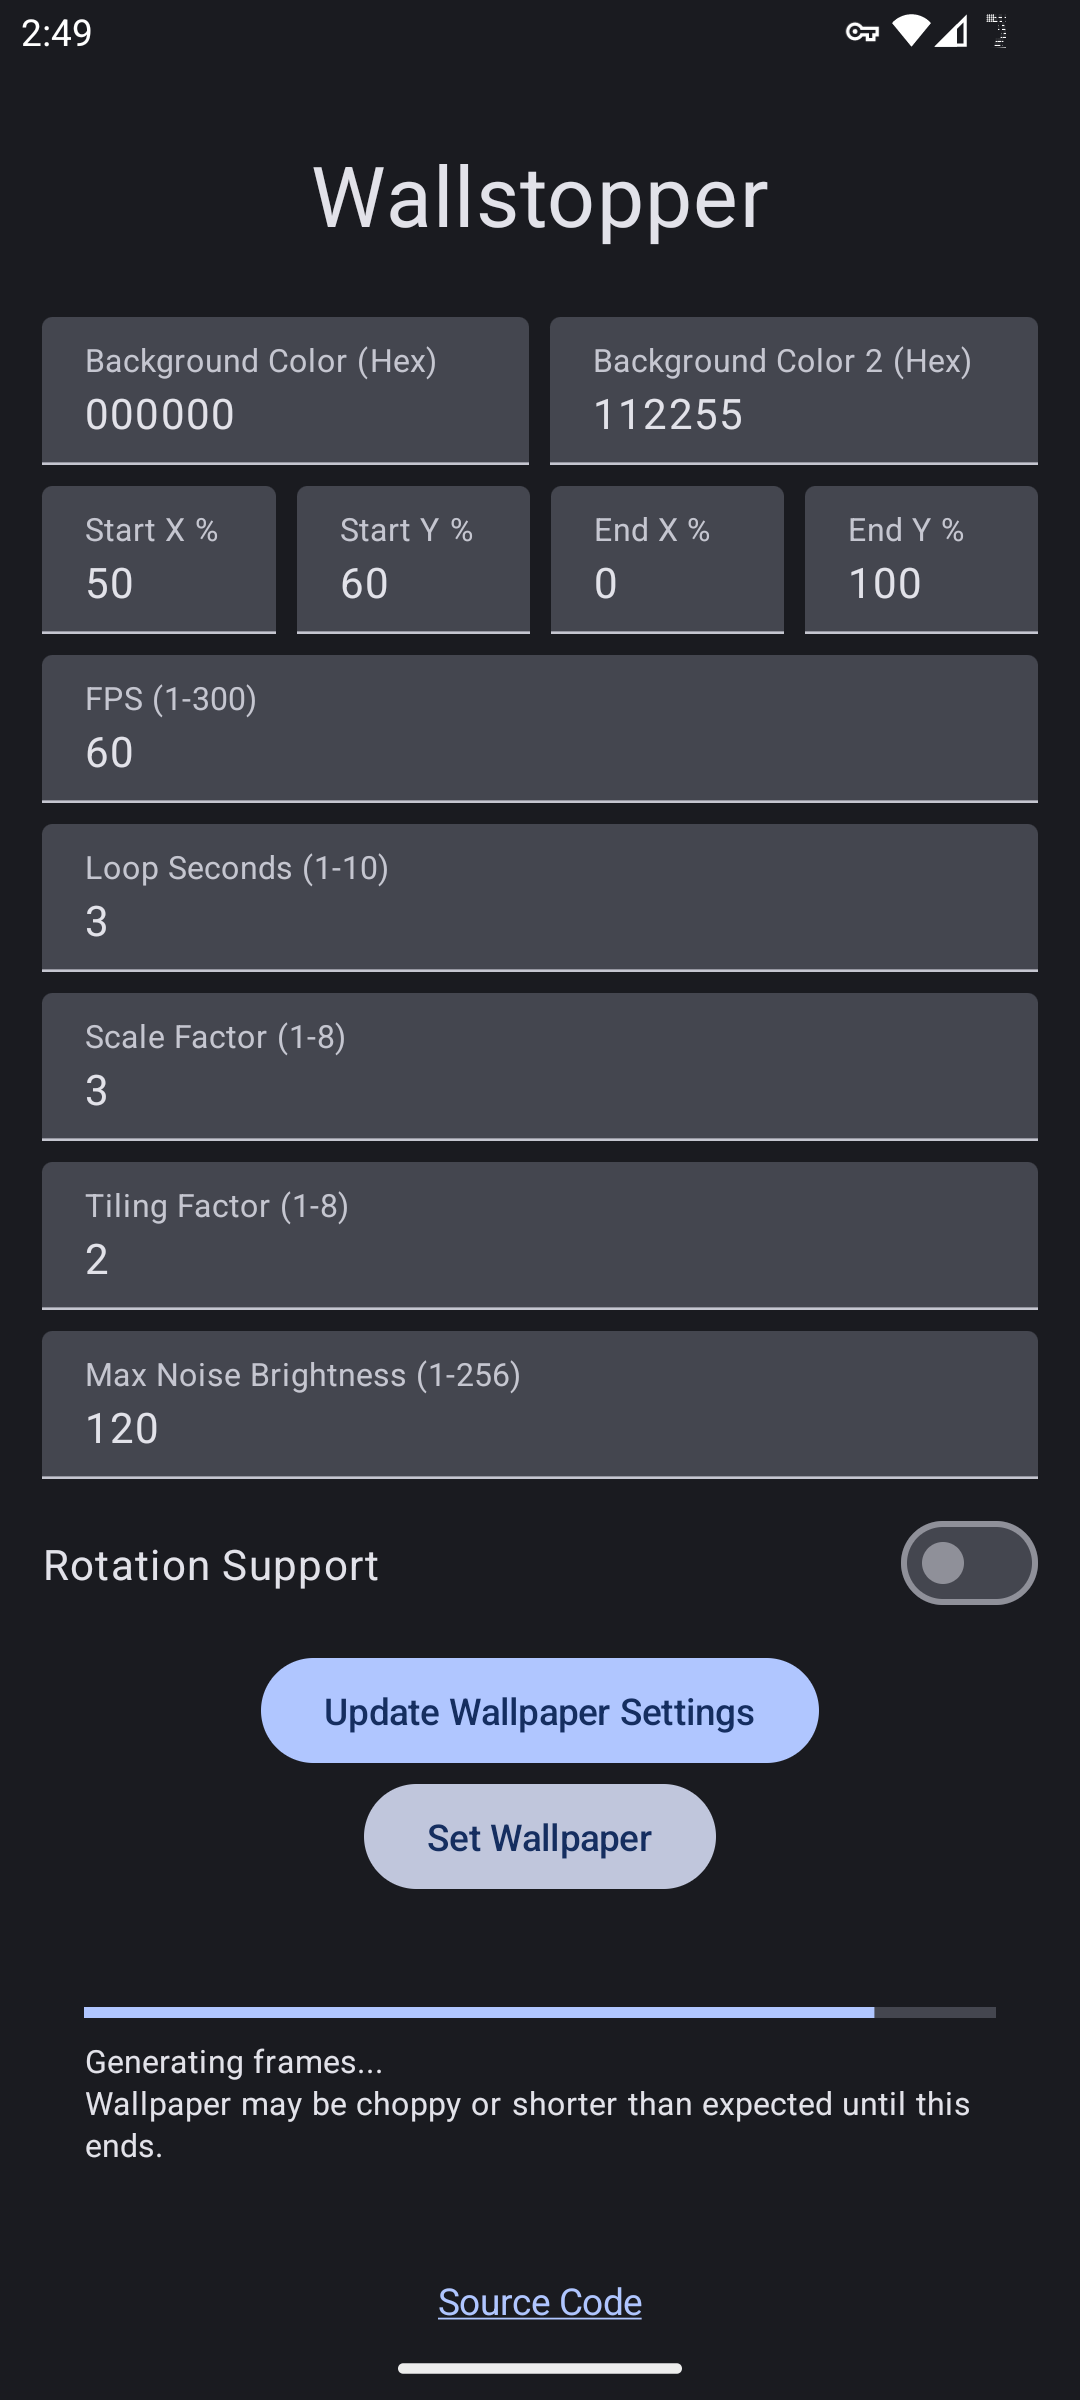 2:49
Wallstopper
Background Color (Hex)
000000
Background Color 2 (Hex)
112255
Start X %
50
Start Y %
60
End X %
0
End Y %
100
FPS (1-300)
60
Loop Seconds (1-10)
3
Scale Factor (1-8)
3
Tiling Factor (1-8)
2
Max Noise Brightness (1-256)
120
Rotation Support
Update Wallpaper Settings
Set Wallpaper
Generating frames...
Wallpaper may be choppy or shorter than expected until this
ends.
Source Code